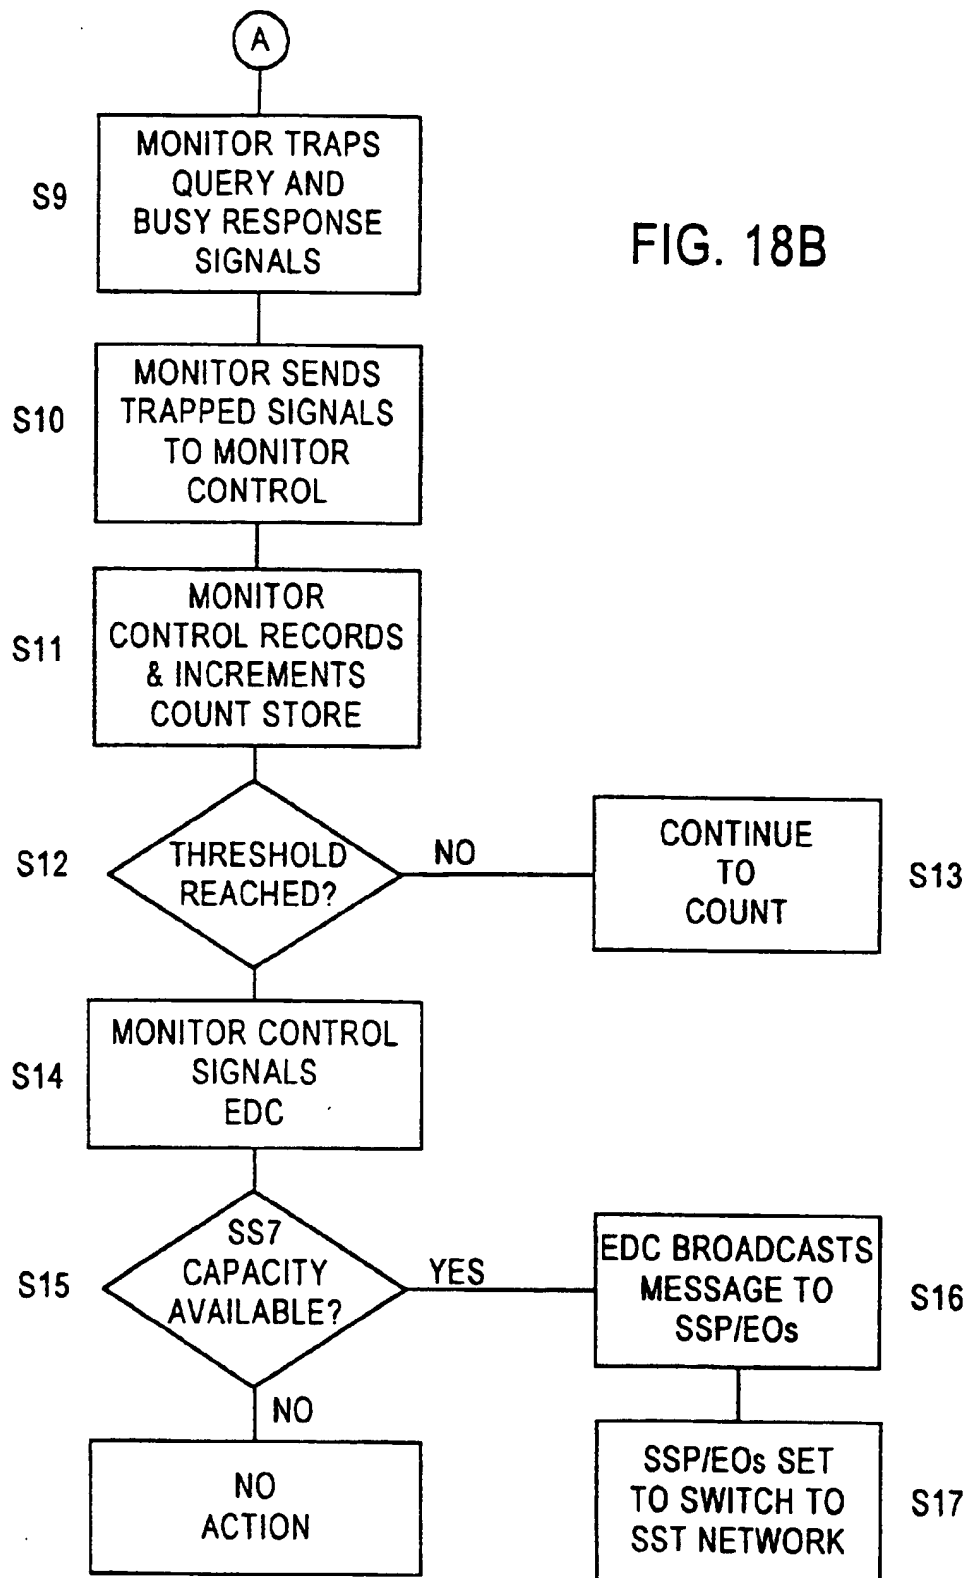 A
S9
MONITOR TRAPS
QUERY AND
BUSY RESPONSE
SIGNALS
FIG. 18B
S10
MONITOR SENDS
TRAPPED SIGNALS
TO MONITOR
CONTROL
S11
MONITOR
CONTROL RECORDS
& INCREMENTS
COUNT STORE
S12
THRESHOLD
REACHED?
NO
CONTINUE
TO
COUNT
S13
S14
MONITOR CONTROL
SIGNALS
EDC
S15
SS7
CAPACITY
AVAILABLE?
YES
EDC BROADCASTS
MESSAGE TO
SSP/EOs
S16
NO
NO
ACTION
SSP/EOs SET
TO SWITCH TO
SST NETWORK
S17